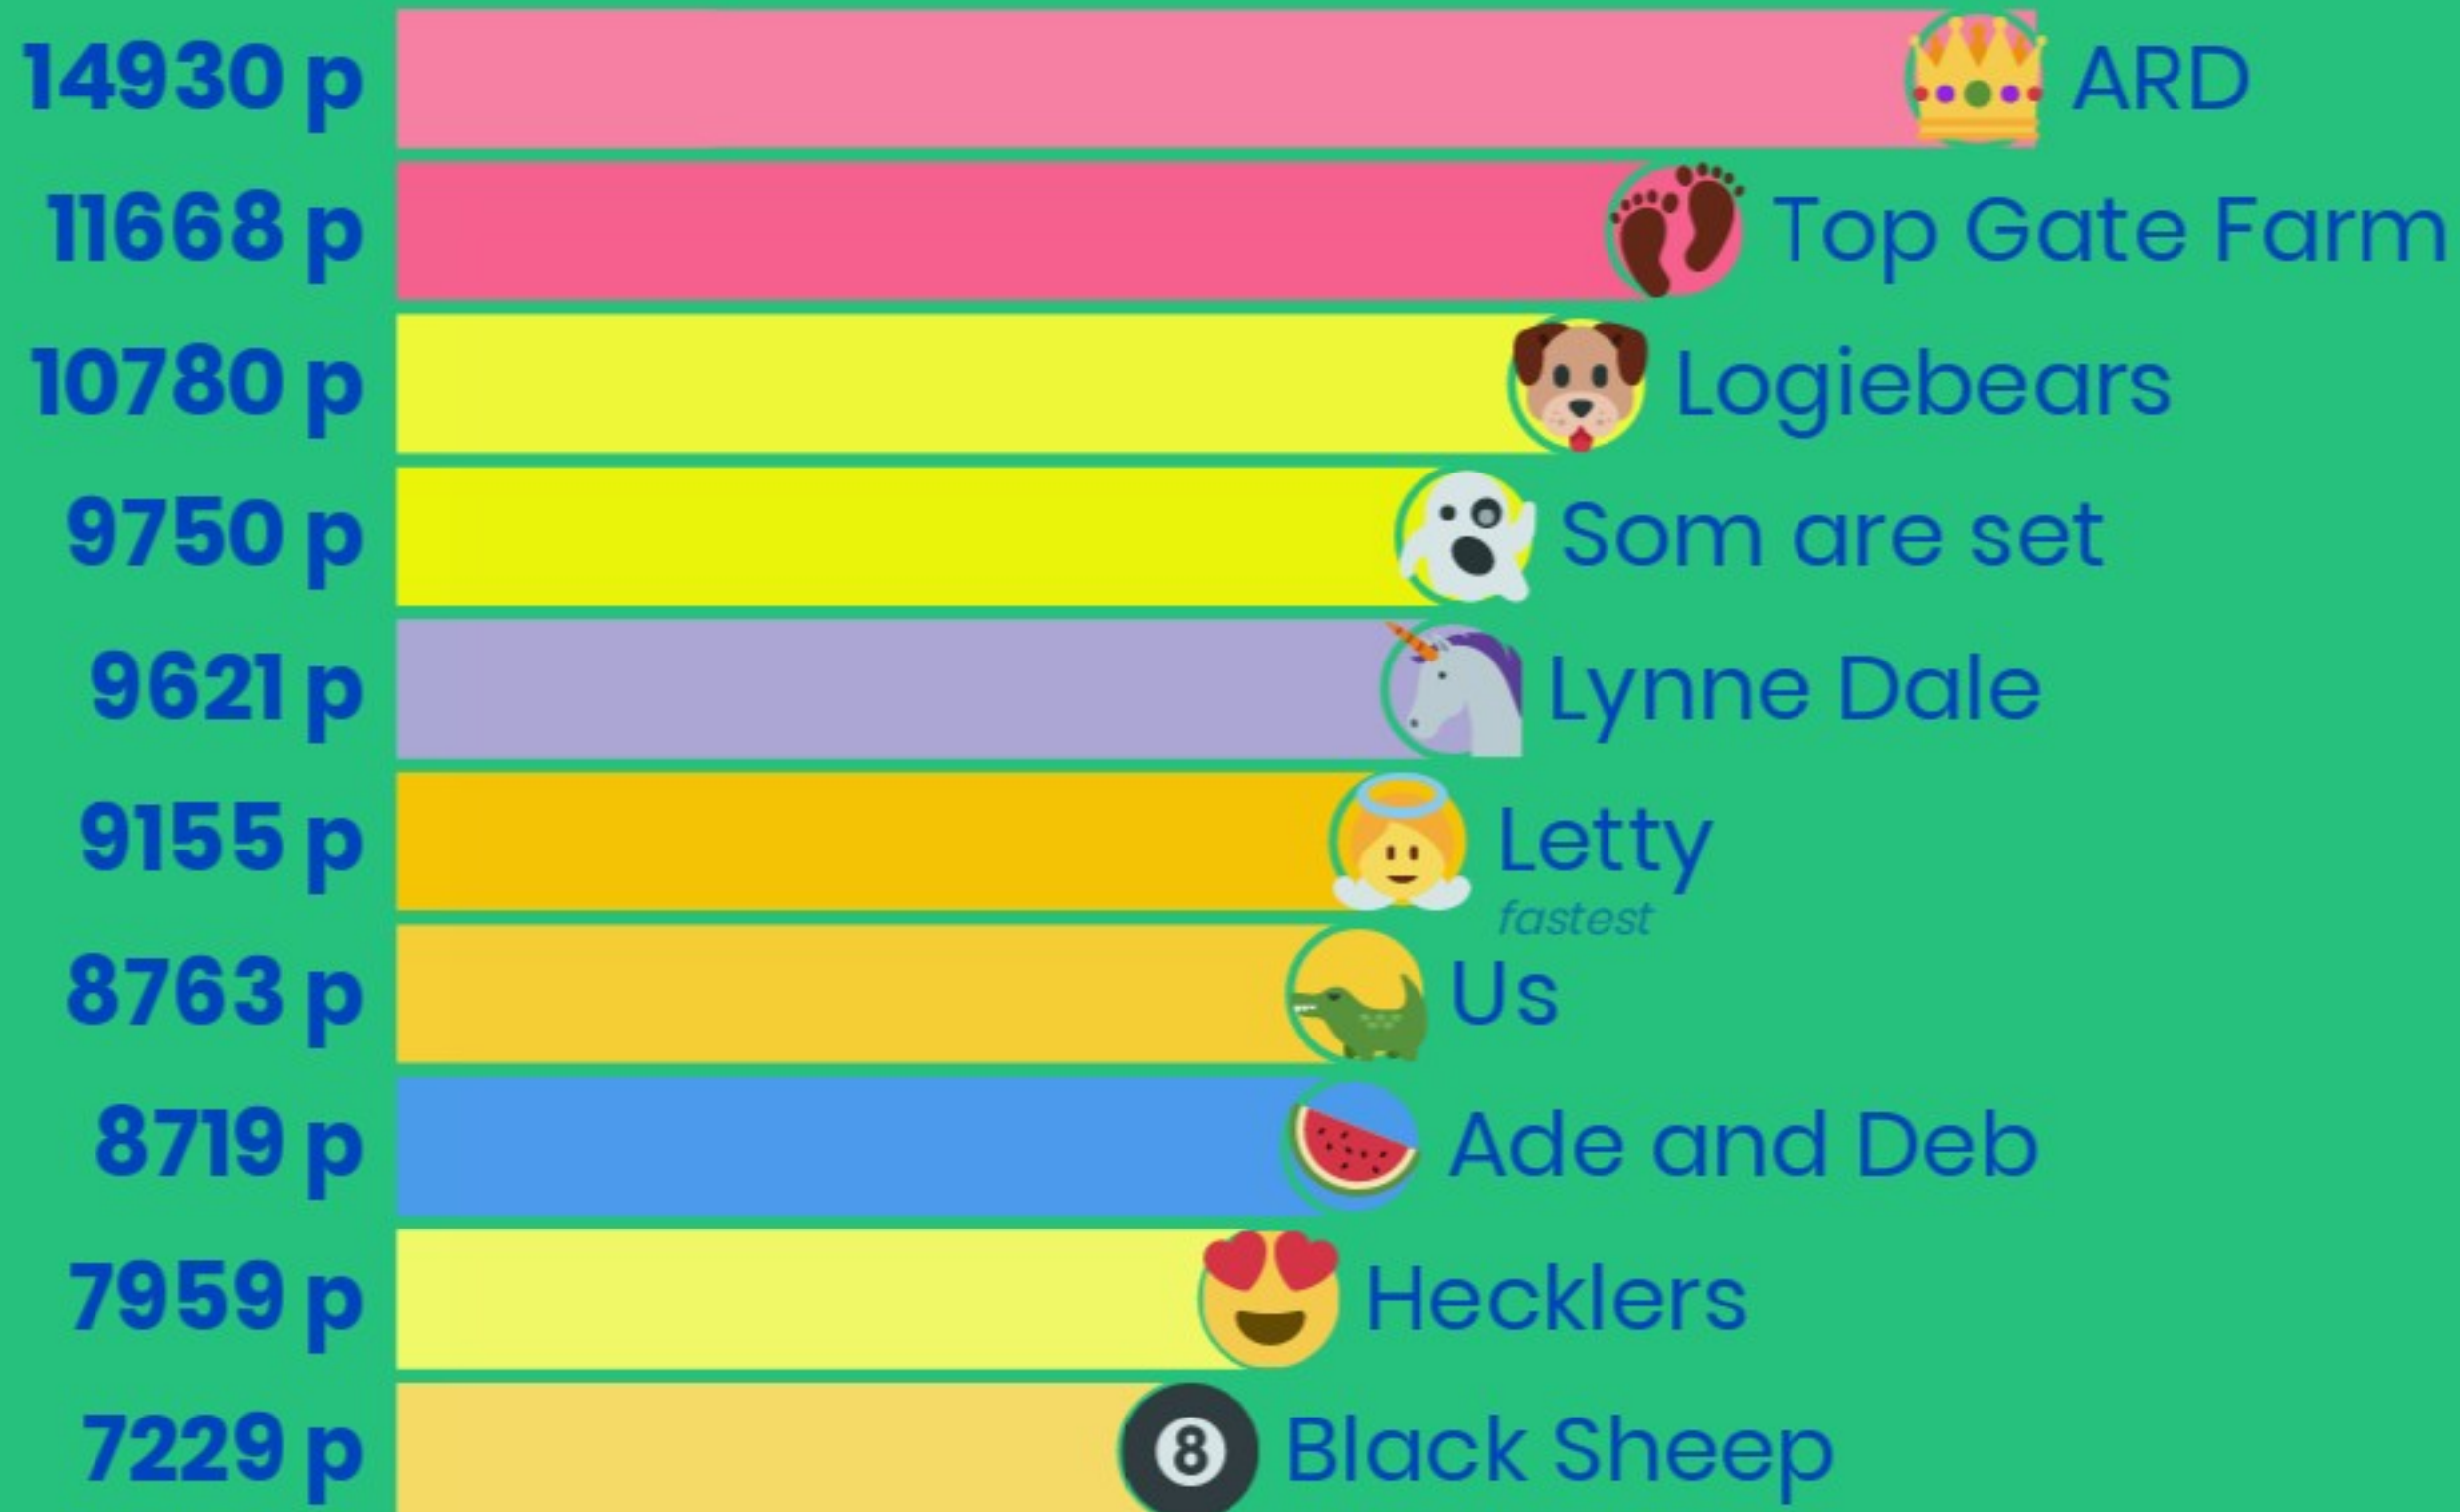 14930 p ARD
11668 p Top Gate Farm
10780 p Logiebears
9750 p Som are set
9621 p Lynne Dale
9155 p Letty
fastest
8763 p Us
8719 p Ade and Deb
7959 p Hecklers
7229 p 8 Black Sheep